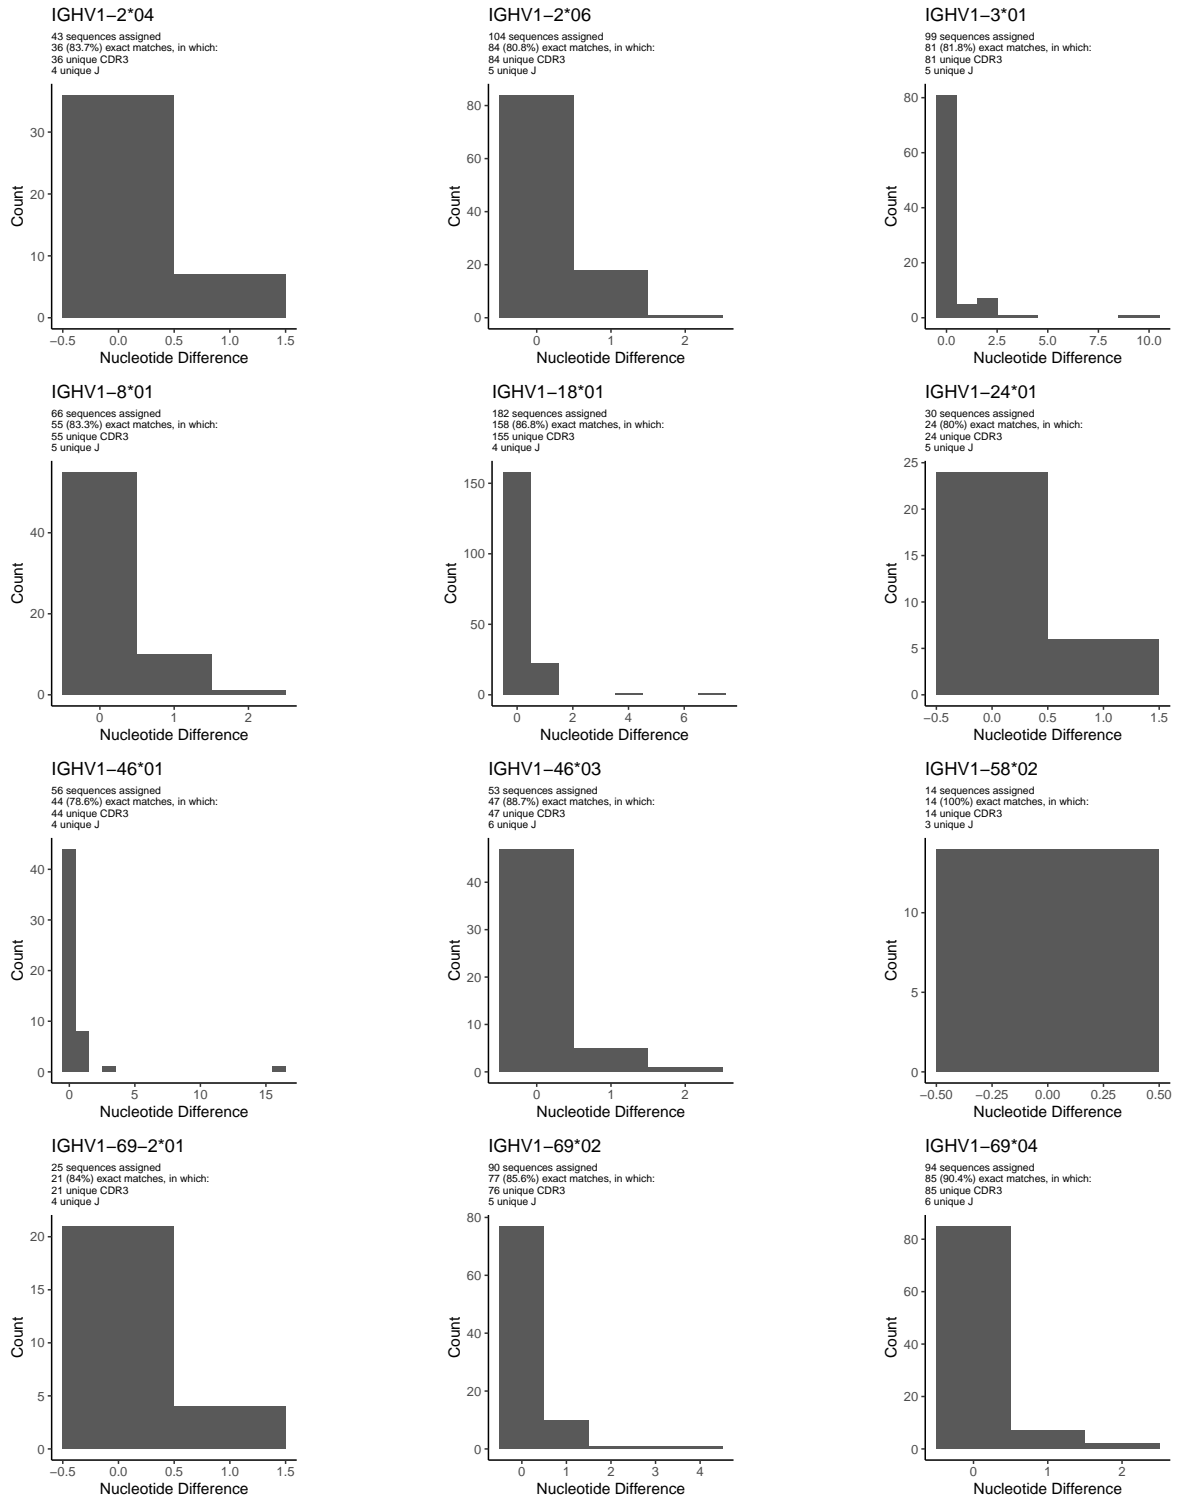 IGHV1−2*04
43 sequences assigned
36 (83.7%) exact matches, in which:
36 unique CDR3
4 unique J
Count
30
20
10
0
−0.5 0.0 0.5 1.0 1.5
Nucleotide Difference
IGHV1−2*06
104 sequences assigned
84 (80.8%) exact matches, in which:
84 unique CDR3
5 unique J
Count
80
60
40
20
0
0 1 2
Nucleotide Difference
IGHV1−3*01
99 sequences assigned
81 (81.8%) exact matches, in which:
81 unique CDR3
5 unique J
Count
80
60
40
20
0
0.0 2.5 5.0 7.5 10.0
Nucleotide Difference
IGHV1−8*01
66 sequences assigned
55 (83.3%) exact matches, in which:
55 unique CDR3
5 unique J
Count
40
20
0
0 1 2
Nucleotide Difference
IGHV1−18*01
182 sequences assigned
158 (86.8%) exact matches, in which:
155 unique CDR3
4 unique J
Count
150
100
50
0
0 2 4 6
Nucleotide Difference
IGHV1−24*01
30 sequences assigned
24 (80%) exact matches, in which:
24 unique CDR3
5 unique J
Count
25
20
15
10
5
0
−0.5 0.0 0.5 1.0 1.5
Nucleotide Difference
IGHV1−46*01
56 sequences assigned
44 (78.6%) exact matches, in which:
44 unique CDR3
4 unique J
Count
40
30
20
10
0
0 5 10 15
Nucleotide Difference
IGHV1−46*03
53 sequences assigned
47 (88.7%) exact matches, in which:
47 unique CDR3
6 unique J
Count
40
30
20
10
0
0 1 2
Nucleotide Difference
IGHV1−58*02
14 sequences assigned
14 (100%) exact matches, in which:
14 unique CDR3
3 unique J
Count
10
5
0
−0.50 −0.25 0.00 0.25 0.50
Nucleotide Difference
IGHV1−69−2*01
25 sequences assigned
21 (84%) exact matches, in which:
21 unique CDR3
4 unique J
Count
20
15
10
5
0
−0.5 0.0 0.5 1.0 1.5
Nucleotide Difference
IGHV1−69*02
90 sequences assigned
77 (85.6%) exact matches, in which:
76 unique CDR3
5 unique J
Count
80
60
40
20
0
0 1 2 3 4
Nucleotide Difference
IGHV1−69*04
94 sequences assigned
85 (90.4%) exact matches, in which:
85 unique CDR3
6 unique J
Count
80
60
40
20
0
0 1 2
Nucleotide Difference